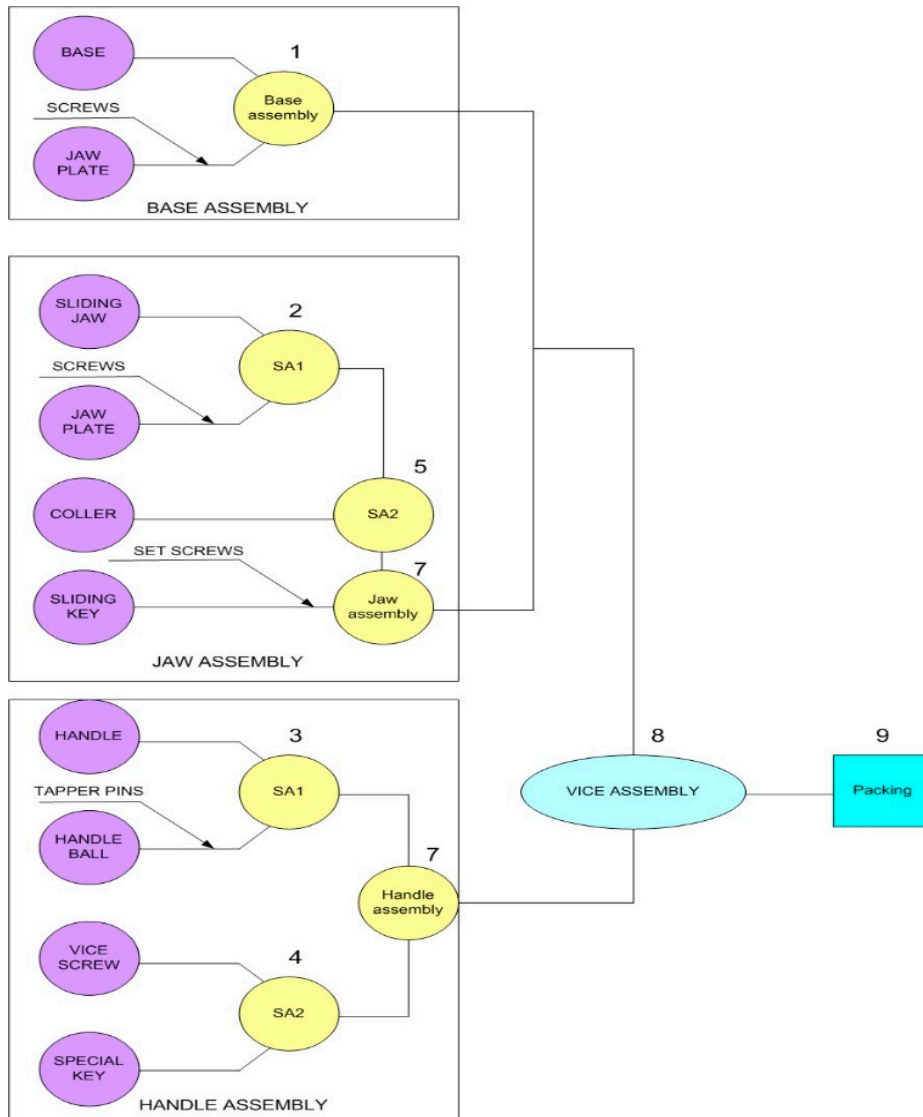 BASE
1
Base
assembly
SCREWS
JAW
PLATE
BASE ASSEMBLY
SLIDING
JAW
2
SA1
SCREWS
JAW
PLATE
5
COLLER
SA2
SET SCREWS
7
SLIDING
KEY
Jaw
assembly
JAW ASSEMBLY
HANDLE
3
SA1
TAPPER PINS
HANDLE
BALL
7
Handle
assembly
VICE
SCREW
4
SA2
SPECIAL
KEY
HANDLE ASSEMBLY
8
VICE ASSEMBLY
9
Packing